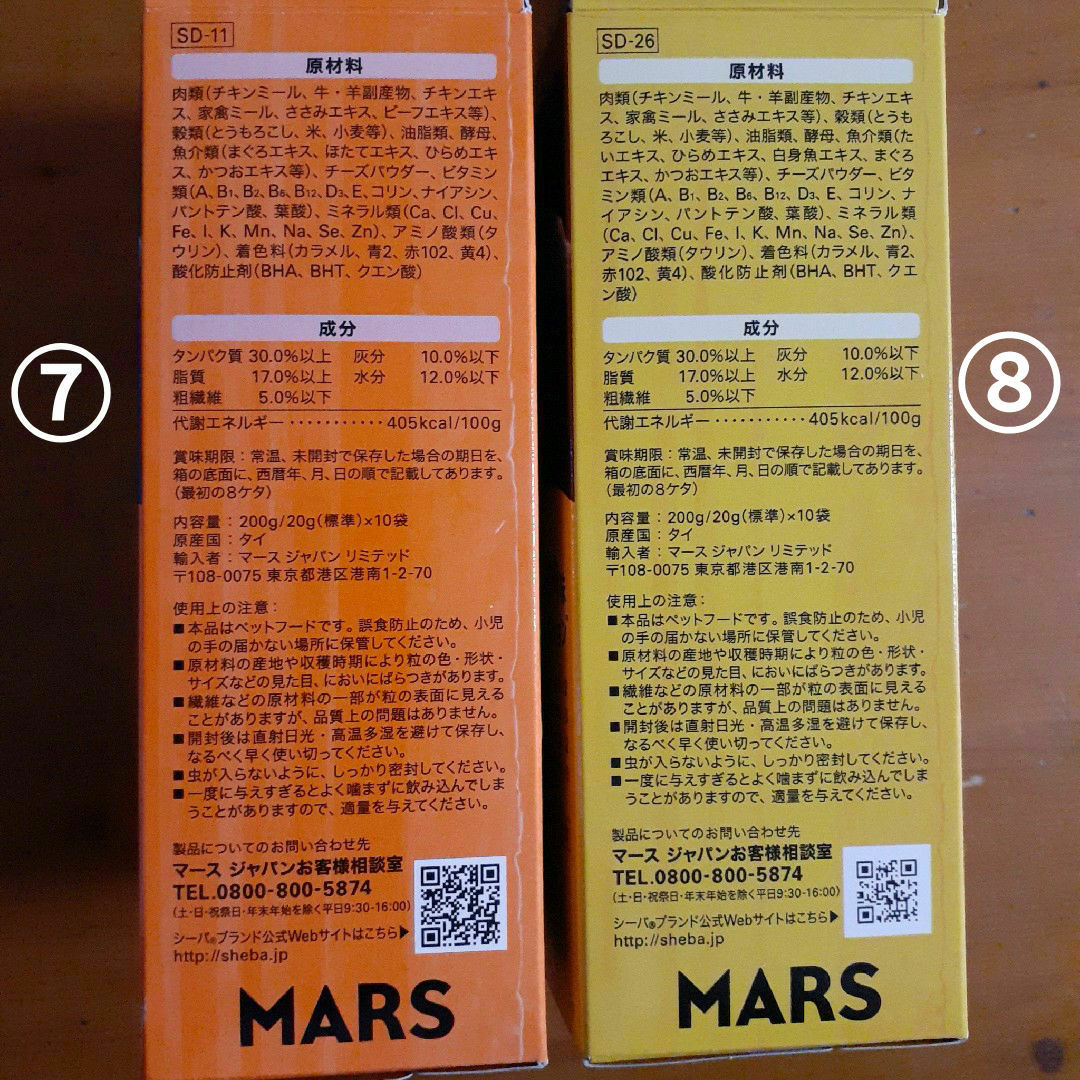 ⑦
SD-11
原材料
肉類(チキンミール、牛・羊副産物、チキンエキ
ス、家禽ミール、ささみエキス、ビーフエキス等)、
穀類(とうもろこし、米、小麦等)、油脂類、酵母、
魚介類(まぐろエキス、ほたてエキス、ひらめエキ
ス、かつおエキス等)、チーズパウダー、ビタミン
類(A、B₁、B₂、B₆、B₁₂、D₃、E、コリン、ナイアシン、
パントテン酸、葉酸)、ミネラル類(Ca、Cl、Cu、
Fe、I、K、Mn、Na、Se、Zn)、アミノ酸類(タ
ウリン)、着色料(カラメル、青2、赤102、黄4)、
酸化防止剤(BHA、BHT、クエン酸)
成分
タンパク質 30.0%以上 灰分 10.0%以下
脂質 17.0%以上 水分 12.0%以下
粗繊維 5.0%以下
代謝エネルギー ・・・・・・・・・・・ 405kcal/100g
賞味期限：常温、未開封で保存した場合の期日を、
箱の底面に、西暦年、月、日の順で記載してあります。
(最初の8ケタ)
内容量：200g/20g(標準)×10袋
原産国：タイ
輸入者：マース ジャパン リミテッド
〒108-0075 東京都港区港南1-2-70
使用上の注意：
■本品はペットフードです。誤食防止のため、小児
の手の届かない場所に保管してください。
■原材料の産地や収穫時期により粒の色・形状・
サイズなどの見た目、においにばらつきがあります。
■繊維などの原材料の一部が粒の表面に見える
ことがありますが、品質上の問題はありません。
■開封後は直射日光・高温多湿を避けて保存し、
なるべく早く使い切ってください。
■虫が入らないように、しっかり密封してください。
■一度に与えすぎるとよく噛まずに飲み込んでしま
うことがありますので、適量を与えてください。
製品についてのお問い合わせ先
マース ジャパンお客様相談室
TEL.0800-800-5874
(土・日・祝祭日・年末年始を除く平日9:30-16:00)
シーバ®ブランド公式Webサイトはこちら▶
http://sheba.jp
MARS
⑧
SD-26
原材料
肉類(チキンミール、牛・羊副産物、チキンエキ
ス、家禽ミール、ささみエキス、ビーフエキス等)、穀類(とうも
ろこし、米、小麦等)、油脂類、酵母、魚介類(た
いエキス、ひらめエキス、白身魚エキス、まぐろ
エキス、かつおエキス等)、チーズパウダー、ビタ
ミン類(A、B₁、B₂、B₆、B₁₂、D₃、E、コリン、ナ
イアシン、パントテン酸、葉酸)、ミネラル類
(Ca、Cl、Cu、Fe、I、K、Mn、Na、Se、Zn)、
アミノ酸類(タウリン)、着色料(カラメル、青2、
赤102、黄4)、酸化防止剤(BHA、BHT、クエ
ン酸)
成分
タンパク質 30.0%以上 灰分 10.0%以下
脂質 17.0%以上 水分 12.0%以下
粗繊維 5.0%以下
代謝エネルギー ・・・・・・・・・・・ 405kcal/100g
賞味期限：常温、未開封で保存した場合の期日を、
箱の底面に、西暦年、月、日の順で記載してあります。
(最初の8ケタ)
内容量：200g/20g(標準)×10袋
原産国：タイ
輸入者：マース ジャパン リミテッド
〒108-0075 東京都港区港南1-2-70
使用上の注意：
■本品はペットフードです。誤食防止のため、小児
の手の届かない場所に保管してください。
■原材料の産地や収穫時期により粒の色・形状・
サイズなどの見た目、においにばらつきがあります。
■繊維などの原材料の一部が粒の表面に見える
ことがありますが、品質上の問題はありません。
■開封後は直射日光・高温多湿を避けて保存し、
なるべく早く使い切ってください。
■虫が入らないように、しっかり密封してください。
■一度に与えすぎるとよく噛まずに飲み込んでしま
うことがありますので、適量を与えてください。
製品についてのお問い合わせ先
マース ジャパンお客様相談室
TEL.0800-800-5874
(土・日・祝祭日・年末年始を除く平日9:30-16:00)
シーバ®ブランド公式Webサイトはこちら▶
http://sheba.jp
MARS